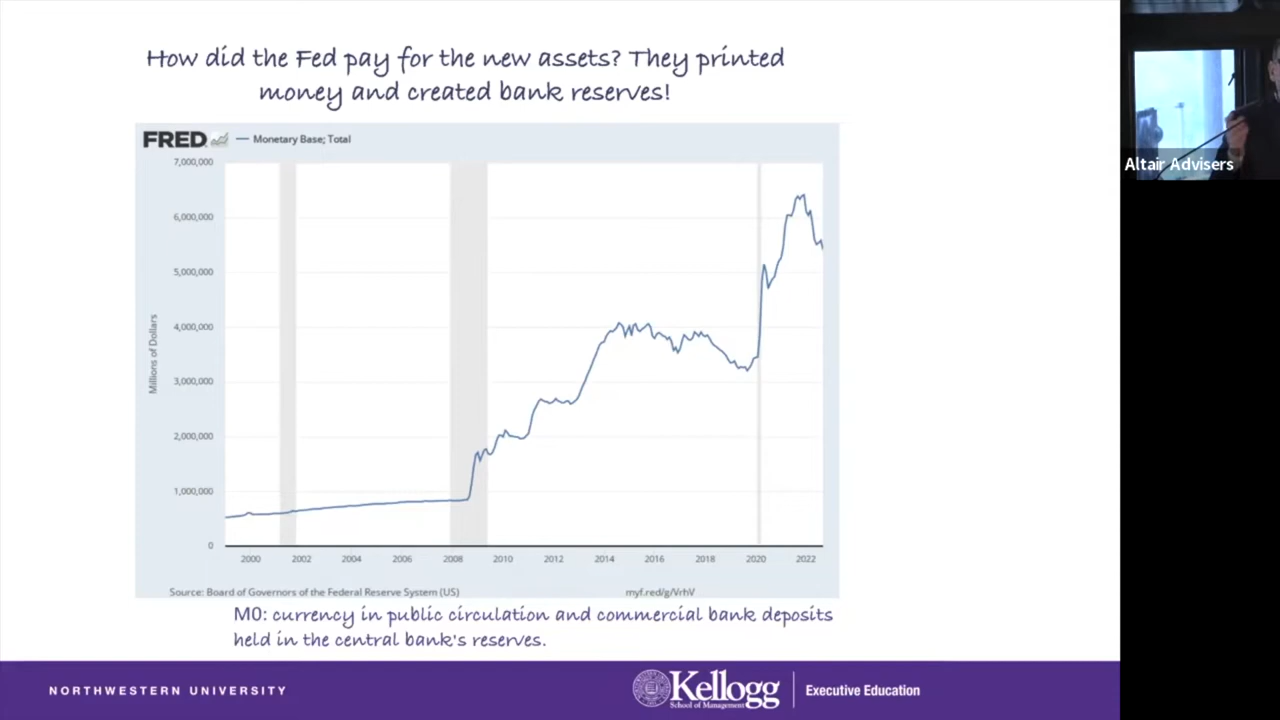 How did the Fed pay for the new assets? They printed
money and created bank reserves!
FRED
Monetary Base; Total
7,000,000
6,000,000
5,000,000
4,000,000
3,000,000
2,000,000
1,000,000
0
Millions of Dollars
2000 2002 2004 2006 2008 2010 2012 2014 2016 2018 2020 2022
Source: Board of Governors of the Federal Reserve System (US)
myf.red/g/VrhV
M0: currency in public circulation and commercial bank deposits
held in the central bank's reserves.
NORTHWESTERN UNIVERSITY
Kellogg
School of Management
Executive Education
Altair Advisers